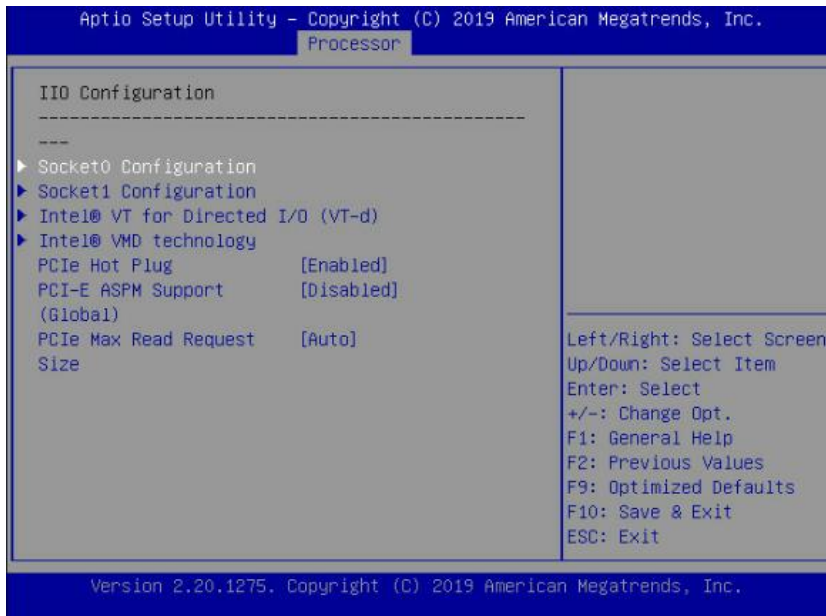 Aptio Setup Utility – Copyright (C) 2019 American Megatrends, Inc.
Processor
IIO Configuration
-----------------------------------------------
---
Socket0 Configuration
Socket1 Configuration
Intel® VT for Directed I/O (VT-d)
Intel® VMD technology
PCIe Hot Plug [Enabled]
PCI-E ASPM Support [Disabled]
(Global)
PCIe Max Read Request [Auto]
Size
Left/Right: Select Screen
Up/Down: Select Item
Enter: Select
+/-: Change Opt.
F1: General Help
F2: Previous Values
F9: Optimized Defaults
F10: Save & Exit
ESC: Exit
Version 2.20.1275. Copyright (C) 2019 American Megatrends, Inc.